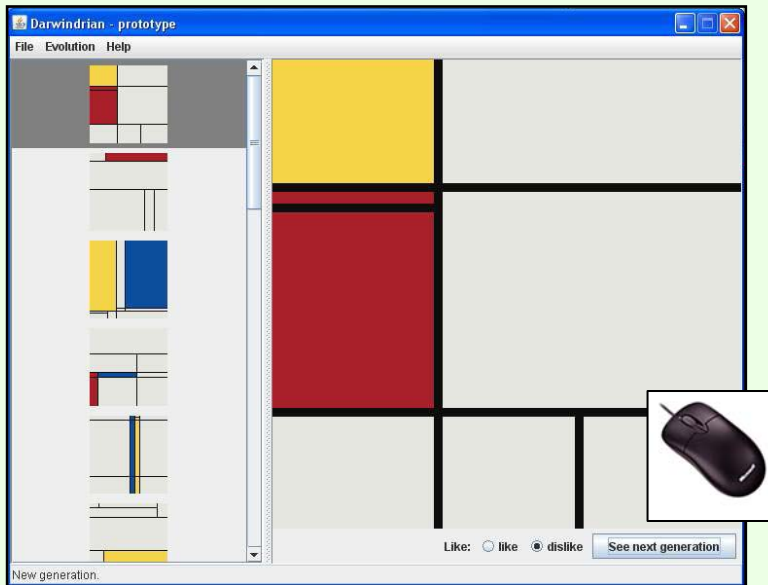 Darwindrian - prototype
File Evolution Help
Like: like dislike See next generation
New generation.